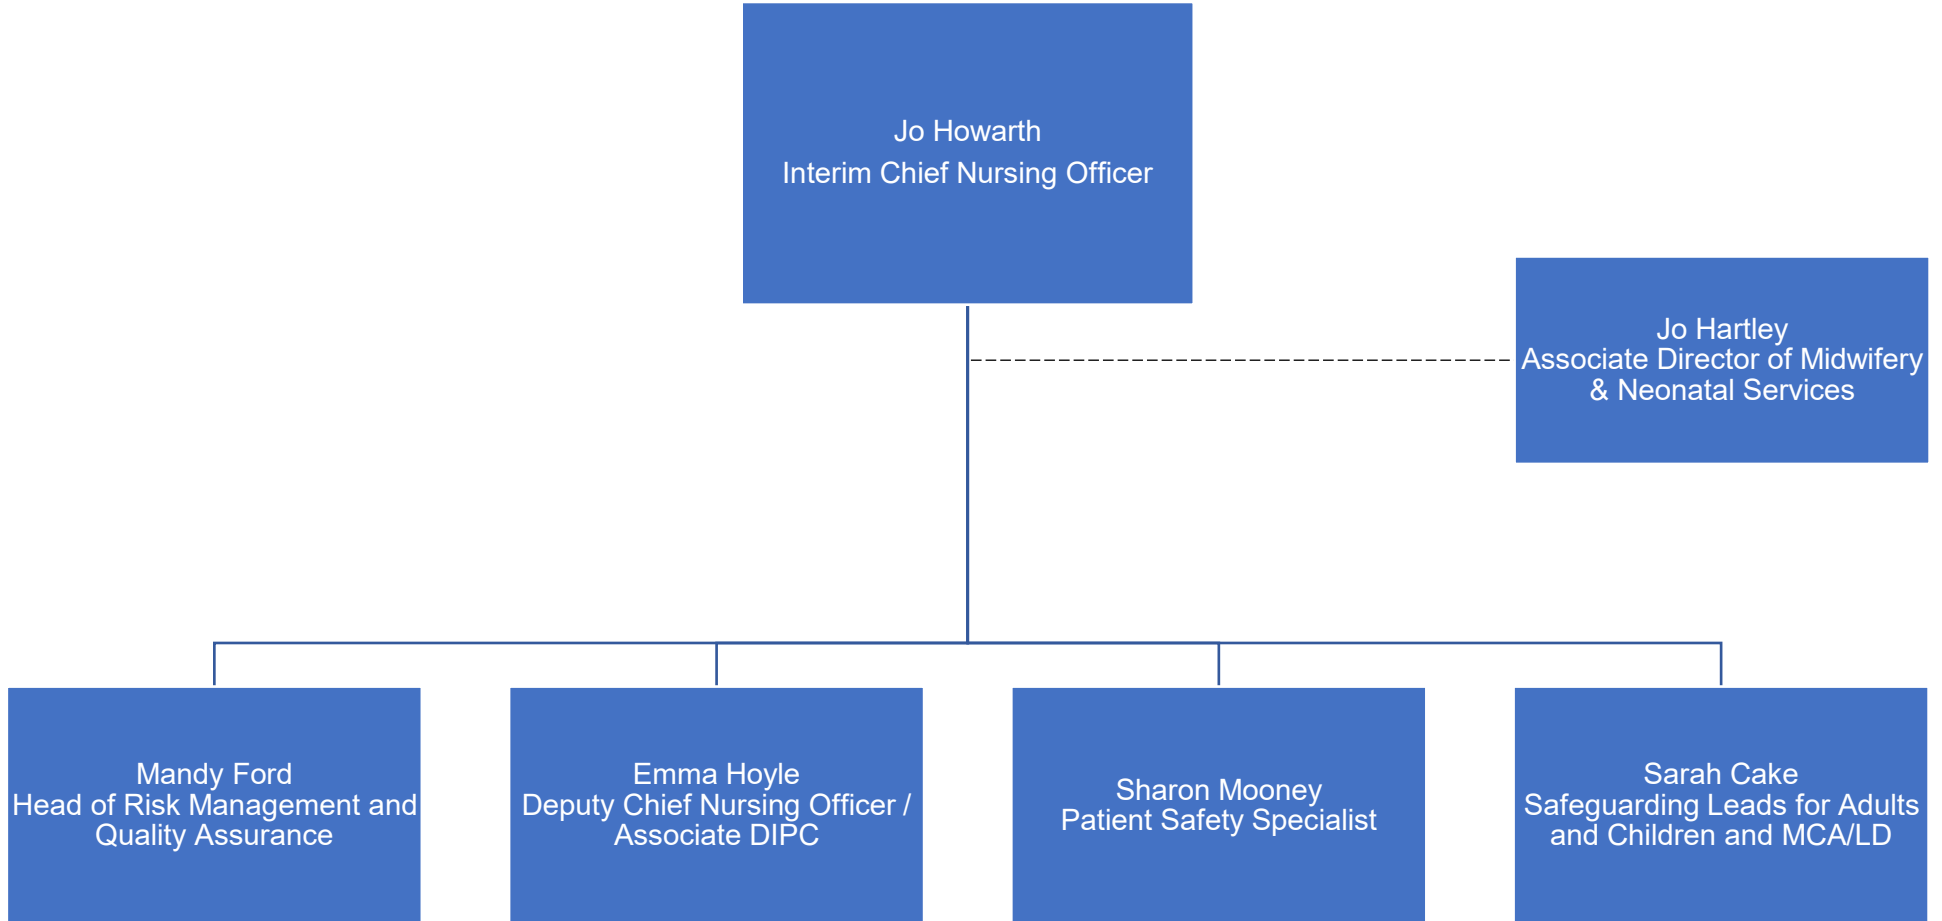 Jo Howarth
Interim Chief Nursing Officer
Jo Hartley
Associate Director of Midwifery
& Neonatal Services
Mandy Ford
Head of Risk Management and
Quality Assurance
Emma Hoyle
Deputy Chief Nursing Officer /
Associate DIPC
Sharon Mooney
Patient Safety Specialist
Sarah Cake
Safeguarding Leads for Adults
and Children and MCA/LD